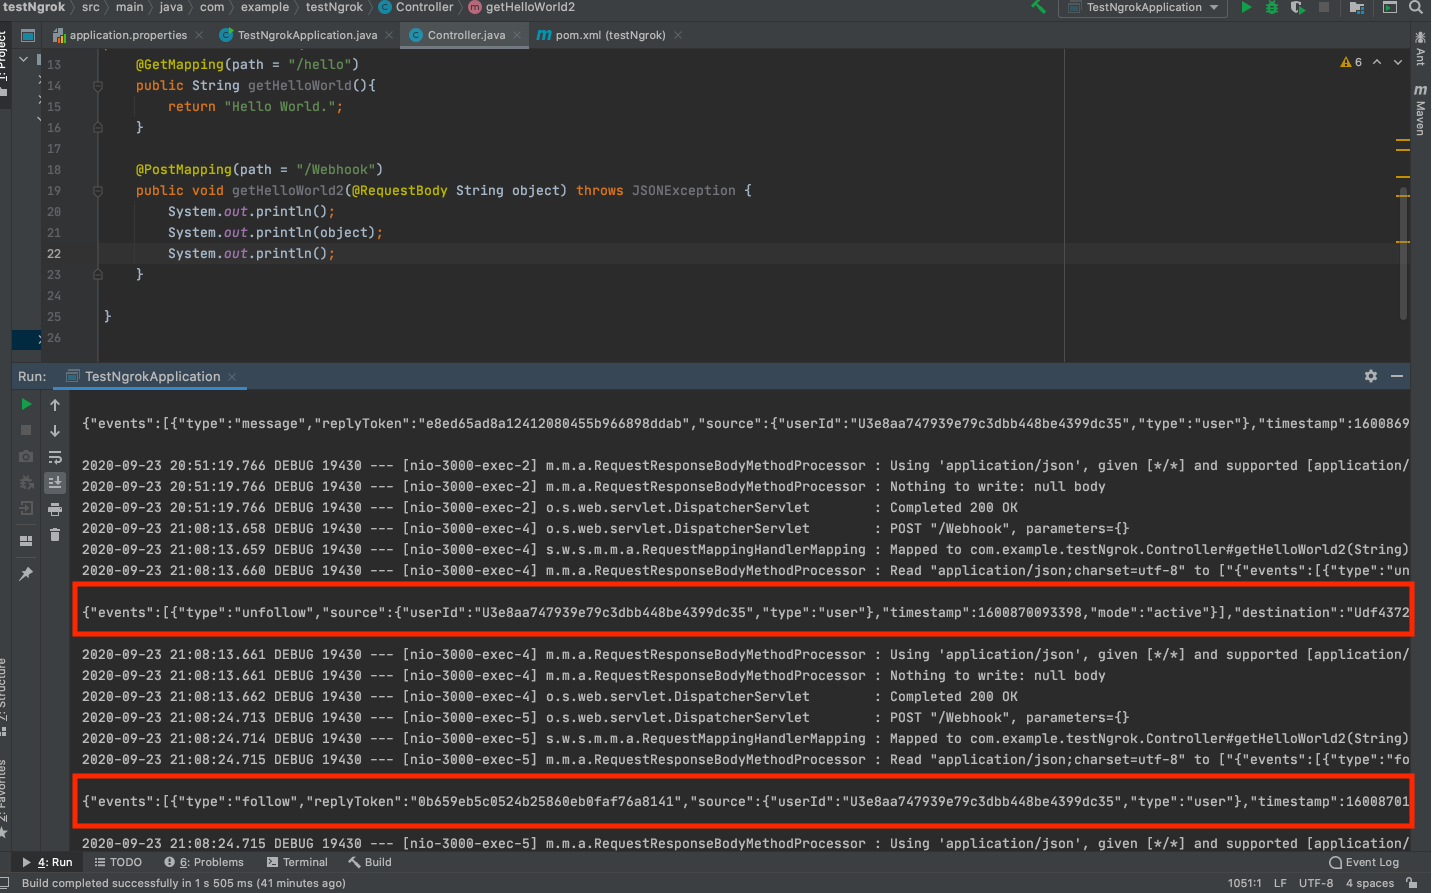 testNgrok > src > main > java > com > example > testNgrok > Controller > getHelloWorld2
TestNgrokApplication
application.properties
TestNgrokApplication.java
Controller.java
pom.xml (testNgrok)
1: Project
Ant
Maven
6
13 @GetMapping(path = "/hello")
14 public String getHelloWorld(){
15 return "Hello World.";
16 }
17
18 @PostMapping(path = "/Webhook")
19 public void getHelloWorld2(@RequestBody String object) throws JSONException {
20 System.out.println();
21 System.out.println(object);
22 System.out.println();
23 }
24
25 }
26
Run: TestNgrokApplication
{"events":[{"type":"message","replyToken":"e8ed65ad8a12412080455b966898ddab","source":{"userId":"U3e8aa747939e79c3dbb448be4399dc35","type":"user"},"timestamp":1600869
2020-09-23 20:51:19.766 DEBUG 19430 --- [nio-3000-exec-2] m.m.a.RequestResponseBodyMethodProcessor : Using 'application/json', given [*/*] and supported [application/
2020-09-23 20:51:19.766 DEBUG 19430 --- [nio-3000-exec-2] m.m.a.RequestResponseBodyMethodProcessor : Nothing to write: null body
2020-09-23 20:51:19.766 DEBUG 19430 --- [nio-3000-exec-2] o.s.web.servlet.DispatcherServlet : Completed 200 OK
2020-09-23 21:08:13.658 DEBUG 19430 --- [nio-3000-exec-4] o.s.web.servlet.DispatcherServlet : POST "/Webhook", parameters={}
2020-09-23 21:08:13.659 DEBUG 19430 --- [nio-3000-exec-4] s.w.s.m.m.a.RequestMappingHandlerMapping : Mapped to com.example.testNgrok.Controller#getHelloWorld2(String)
2020-09-23 21:08:13.660 DEBUG 19430 --- [nio-3000-exec-4] m.m.a.RequestResponseBodyMethodProcessor : Read "application/json;charset=utf-8" to ["{"events":[{"type":"un
{"events":[{"type":"unfollow","source":{"userId":"U3e8aa747939e79c3dbb448be4399dc35","type":"user"},"timestamp":1600870093398,"mode":"active"}],"destination":"Udf4372
2020-09-23 21:08:13.661 DEBUG 19430 --- [nio-3000-exec-4] m.m.a.RequestResponseBodyMethodProcessor : Using 'application/json', given [*/*] and supported [application/
2020-09-23 21:08:13.661 DEBUG 19430 --- [nio-3000-exec-4] m.m.a.RequestResponseBodyMethodProcessor : Nothing to write: null body
2020-09-23 21:08:13.662 DEBUG 19430 --- [nio-3000-exec-4] o.s.web.servlet.DispatcherServlet : Completed 200 OK
2020-09-23 21:08:24.713 DEBUG 19430 --- [nio-3000-exec-5] o.s.web.servlet.DispatcherServlet : POST "/Webhook", parameters={}
2020-09-23 21:08:24.714 DEBUG 19430 --- [nio-3000-exec-5] s.w.s.m.m.a.RequestMappingHandlerMapping : Mapped to com.example.testNgrok.Controller#getHelloWorld2(String)
2020-09-23 21:08:24.715 DEBUG 19430 --- [nio-3000-exec-5] m.m.a.RequestResponseBodyMethodProcessor : Read "application/json;charset=utf-8" to ["{"events":[{"type":"fo
{"events":[{"type":"follow","replyToken":"0b659eb5c0524b25860eb0faf76a8141","source":{"userId":"U3e8aa747939e79c3dbb448be4399dc35","type":"user"},"timestamp":16008701
2020-09-23 21:08:24.715 DEBUG 19430 --- [nio-3000-exec-5] m.m.a.RequestResponseBodyMethodProcessor : Using 'application/json', given [*/*] and supported [application/
Z: Structure
2: Favorites
4: Run
TODO
6: Problems
Terminal
Build
Event Log
Build completed successfully in 1 s 505 ms (41 minutes ago)
1051:1 LF UTF-8 4 spaces